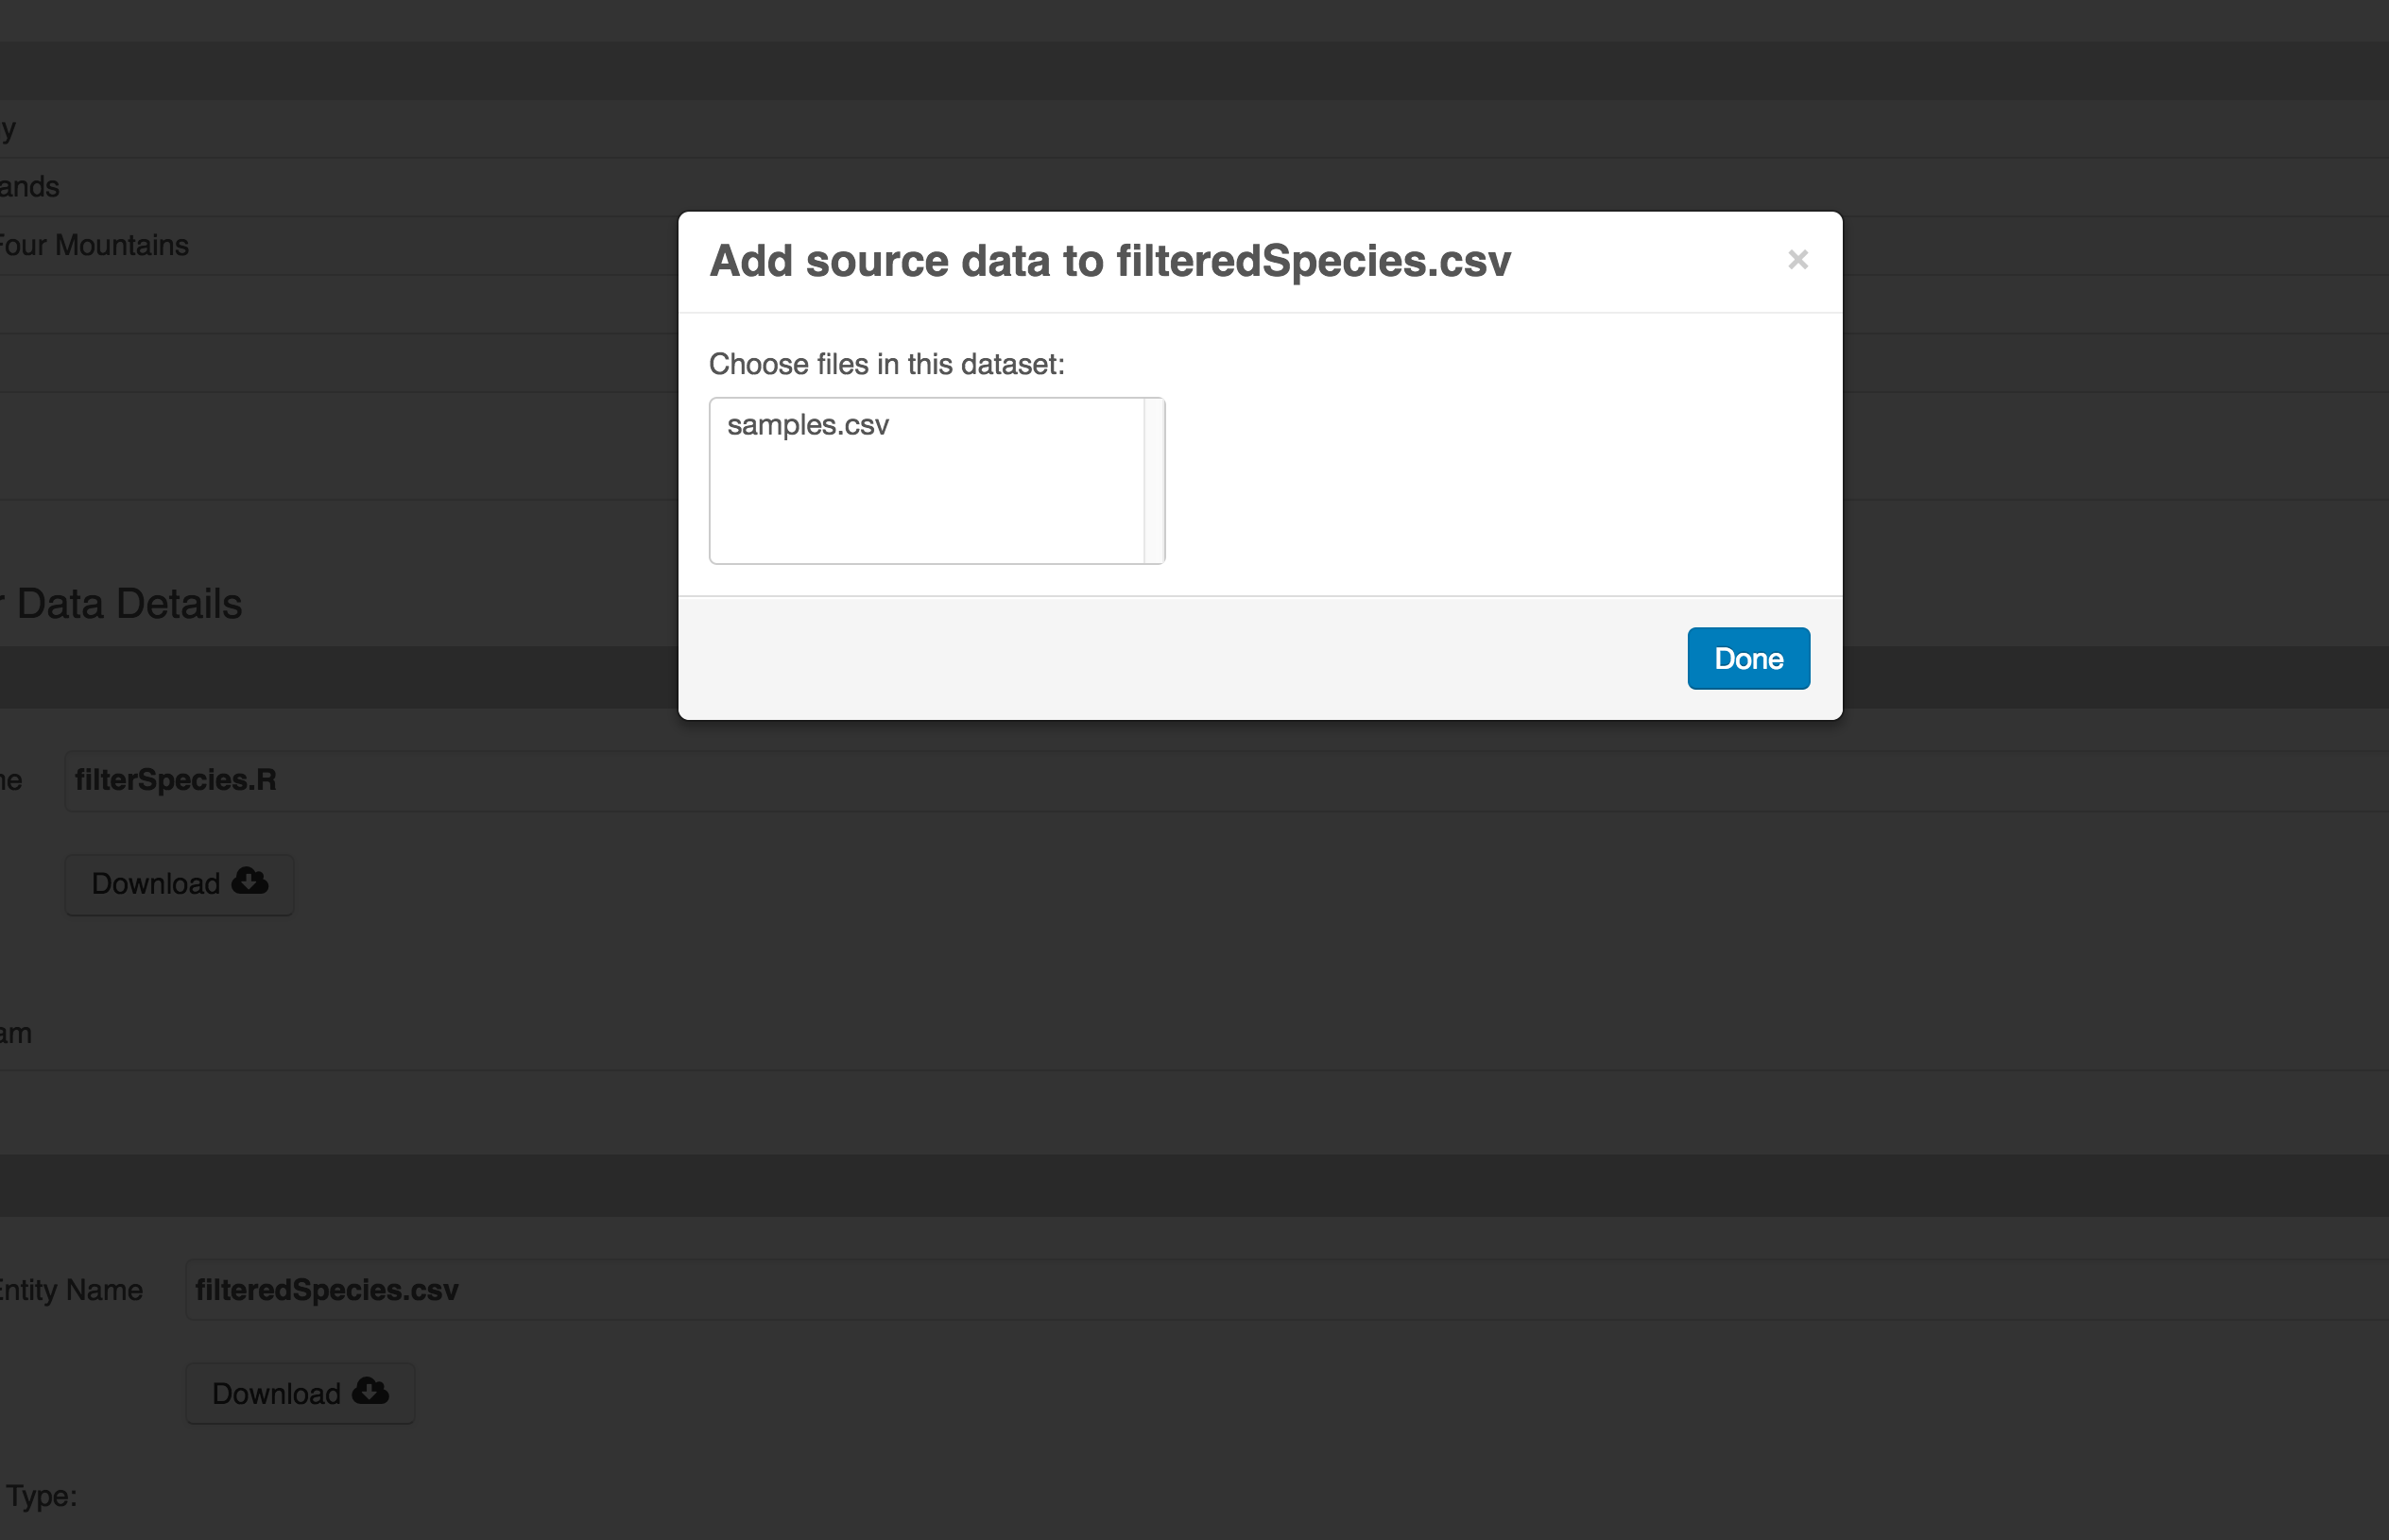 y
ands
Four Mountains
Add source data to filteredSpecies.csv
×
Choose files in this dataset:
samples.csv
Done
r Data Details
ne filterSpecies.R
Download
am
Entity Name filteredSpecies.csv
Download
Type: